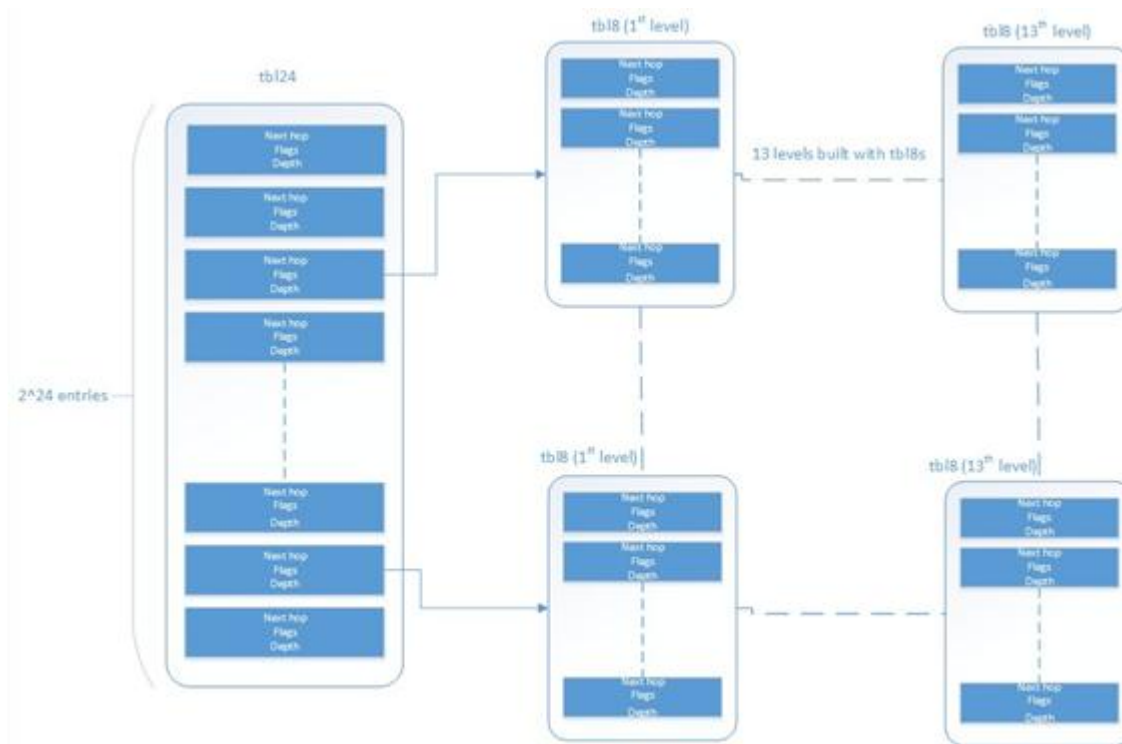 tbl24
Next hop
Flags
Depth
Next hop
Flags
Depth
Next hop
Flags
Depth
Next hop
Flags
Depth
2^24 entries
Next hop
Flags
Depth
Next hop
Flags
Depth
Next hop
Flags
Depth
tbl8 (1st level)
Next hop
Flags
Depth
Next hop
Flags
Depth
Next hop
Flags
Depth
13 levels built with tbl8s
tbl8 (13th level)
Next hop
Flags
Depth
Next hop
Flags
Depth
Next hop
Flags
Depth
tbl8 (1st level)
Next hop
Flags
Depth
Next hop
Flags
Depth
Next hop
Flags
Depth
tbl8 (13th level)
Next hop
Flags
Depth
Next hop
Flags
Depth
Next hop
Flags
Depth